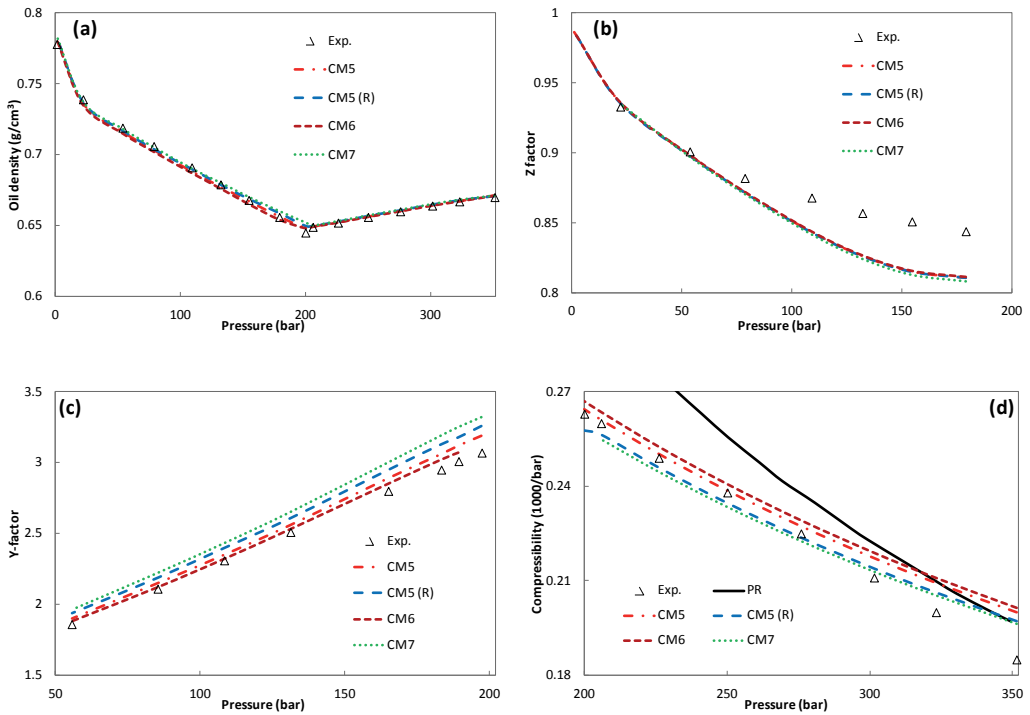 (a)
0.8
0.75
0.7
0.65
0.6
Oil density (g/cm³)
Exp.
CM5
CM5 (R)
CM6
CM7
0
100
200
300
Pressure (bar)
(b)
1
0.95
0.9
0.85
0.8
Z factor
Exp.
CM5
CM5 (R)
CM6
CM7
0
50
100
150
200
Pressure (bar)
(c)
3.5
3
2.5
2
1.5
Y-factor
Exp.
CM5
CM5 (R)
CM6
CM7
50
100
150
200
Pressure (bar)
(d)
0.27
0.24
0.21
0.18
Compressibility (1000/bar)
Exp.
PR
CM5
CM5 (R)
CM6
CM7
200
250
300
350
Pressure (bar)